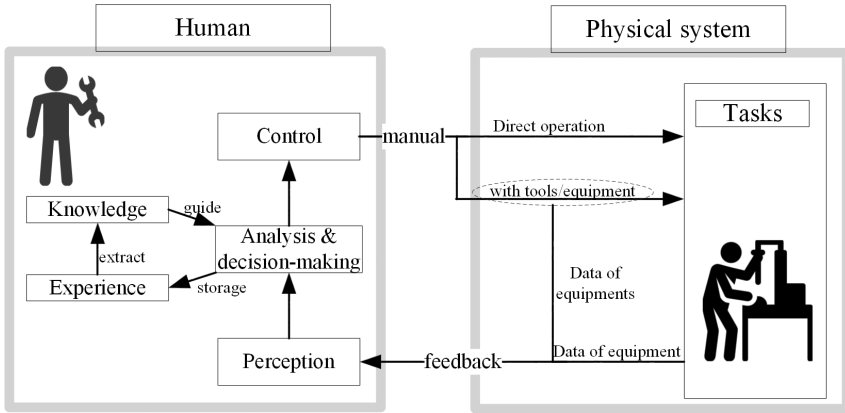 Human
Physical system
Tasks
Control
manual
Direct operation
with tools/equipment
Knowledge
guide
Analysis &
decision-making
extract
Experience
storage
Data of
equipments
Perception
feedback
Data of equipment